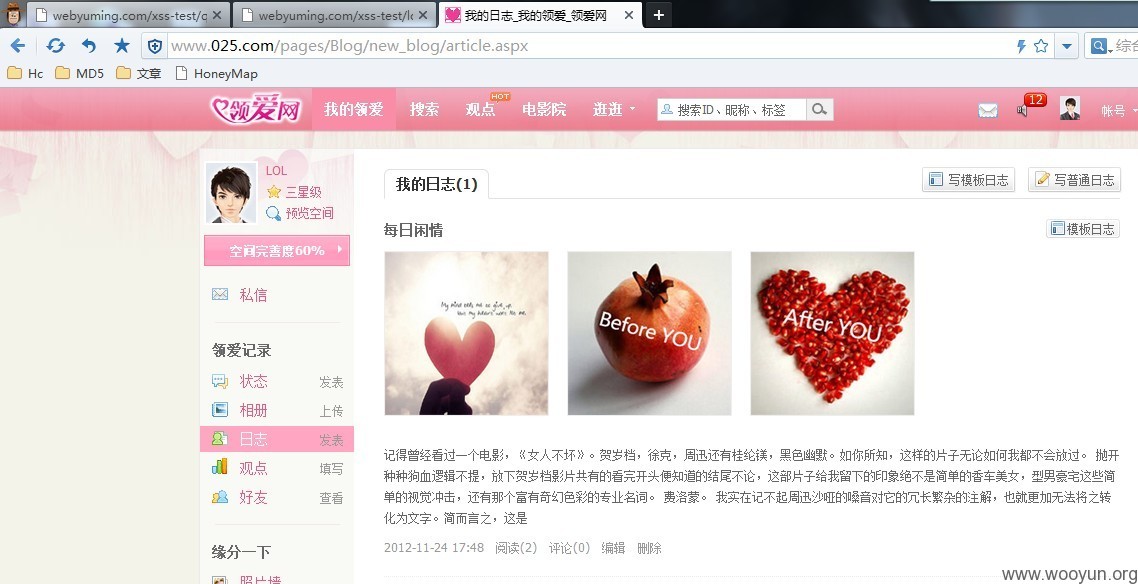 webyuming.com/xss-test/q
webyuming.com/xss-test/k
我的日志_我的领爱_领爱网
www.025.com/pages/Blog/new_blog/article.aspx
综合
Hc
MD5
文章
HoneyMap
领爱网
我的领爱
搜索
观点
HOT
电影院
逛逛
搜索ID、昵称、标签
12
帐号
LOL
三星级
预览空间
空间完善度60%
私信
领爱记录
状态 发表
相册 上传
日志 发表
观点 填写
好友 查看
缘分一下
照片墙
我的日志(1)
写模板日志
写普通日志
每日闲情
模板日志
Before YOU
After YOU
记得曾经看过一个电影，《女人不坏》。贺岁档，徐克，周迅还有桂纶镁，黑色幽默。如你所知，这样的片子无论如何我都不会放过。 抛开
种种狗血逻辑不提，放下贺岁档影片共有的看完开头便知道的结尾不论，这部片子给我留下的印象绝不是简单的香车美女，型男豪宅这些简
单的视觉冲击，还有那个富有奇幻色彩的专业名词。 费洛蒙。 我实在记不起周迅沙哑的嗓音对它的冗长繁杂的注解，也就更加无法将之转
化为文字。简而言之，这是
2012-11-24 17:48 阅读(2) 评论(0) 编辑 删除
www.wooyun.org